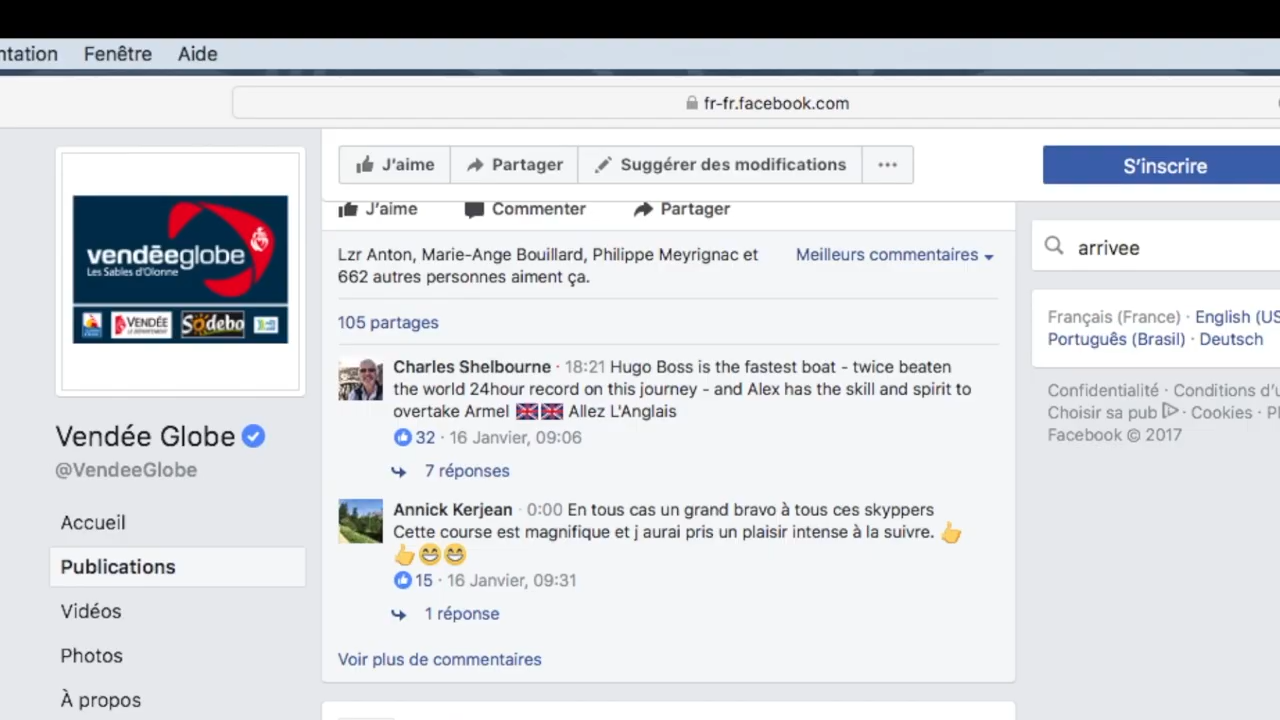 ntation Fenêtre Aide
fr-fr.facebook.com
J'aime Partager Suggérer des modifications ...
S'inscrire
J'aime Commenter Partager
vendéeglobe
Les Sables d'Olonne
VENDÉE
Sodebo
Vendée Globe
@VendeeGlobe
Accueil
Publications
Vidéos
Photos
À propos
Lzr Anton, Marie-Ange Bouillard, Philippe Meyrignac et
662 autres personnes aiment ça.
Meilleurs commentaires
105 partages
Charles Shelbourne · 18:21 Hugo Boss is the fastest boat - twice beaten
the world 24hour record on this journey - and Alex has the skill and spirit to
overtake Armel 🇬🇧🇬🇧 Allez L'Anglais
32 · 16 Janvier, 09:06
7 réponses
Annick Kerjean · 0:00 En tous cas un grand bravo à tous ces skyppers
Cette course est magnifique et j aurai pris un plaisir intense à la suivre. 👍
👍😁😁
15 · 16 Janvier, 09:31
1 réponse
Voir plus de commentaires
arrivee
Français (France) · English (US
Português (Brasil) · Deutsch
Confidentialité · Conditions d'u
Choisir sa pub · Cookies · Pl
Facebook © 2017